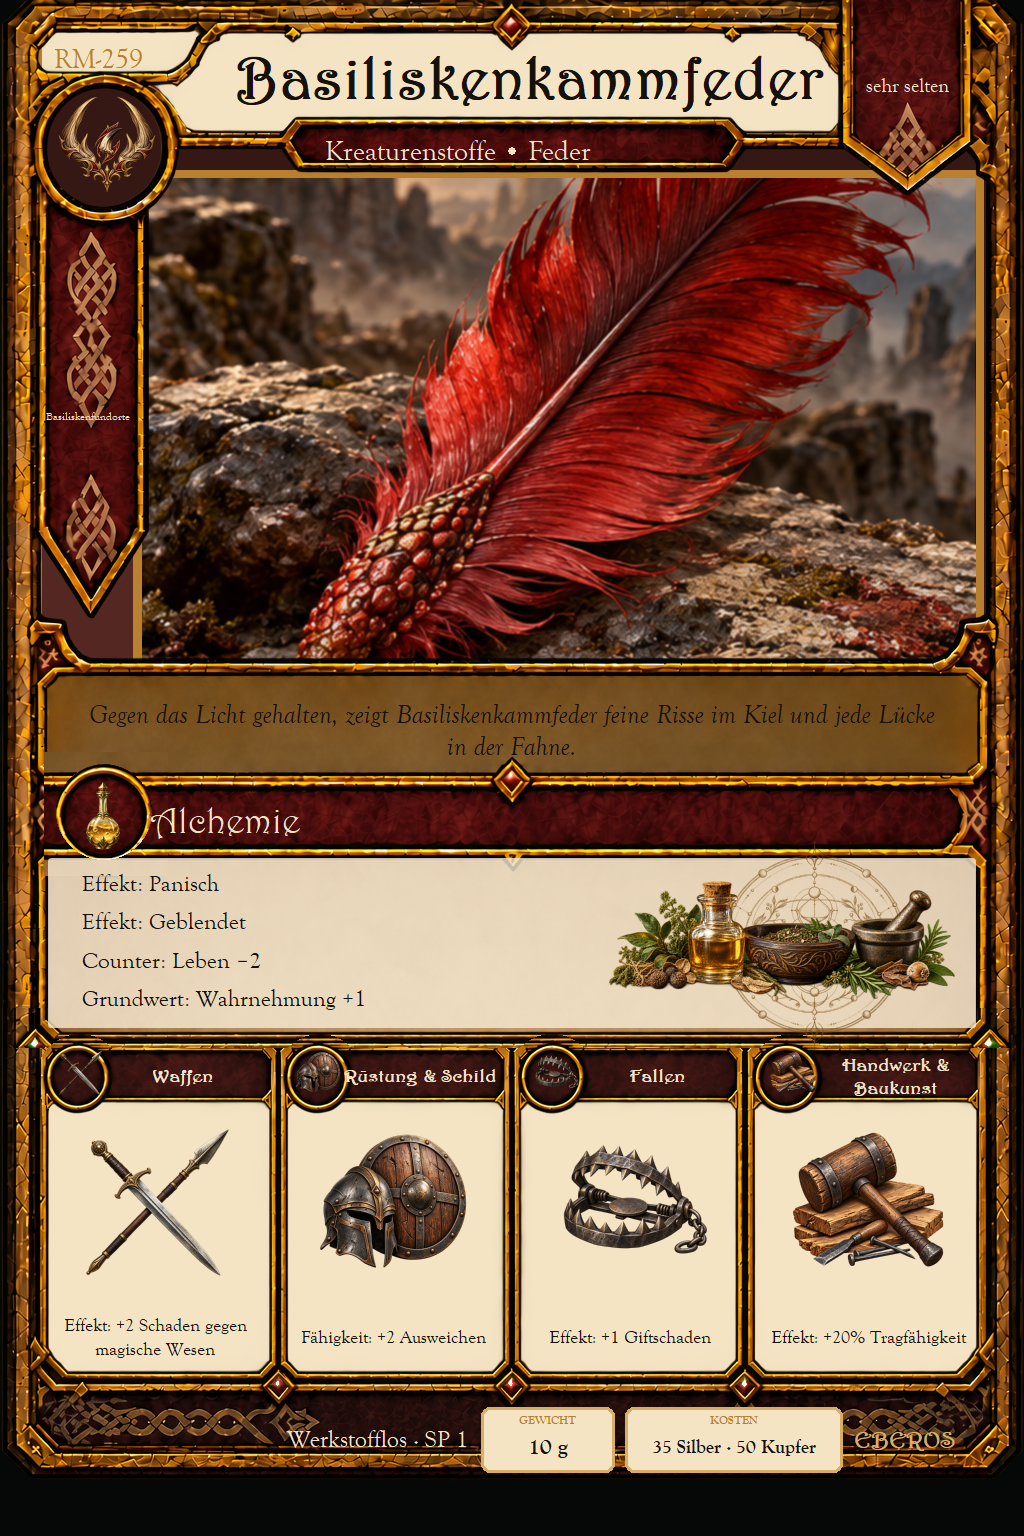 RM-259
Basiliskenkammfeder
sehr selten
Kreaturenstoffe • Feder
Basiliskenfundorte
Gegen das Licht gehalten, zeigt Basiliskenkammfeder feine Risse im Kiel und jede Lücke
in der Fahne.
Alchemie
Effekt: Panisch
Effekt: Geblendet
Counter: Leben −2
Grundwert: Wahrnehmung +1
Waffen
Rüstung & Schild
Fallen
Handwerk &
Baukunst
Effekt: +2 Schaden gegen
magische Wesen
Fähigkeit: +2 Ausweichen
Effekt: +1 Giftschaden
Effekt: +20% Tragfähigkeit
Werkstofflos · SP 1
GEWICHT
10 g
KOSTEN
35 Silber · 50 Kupfer
EBEROS